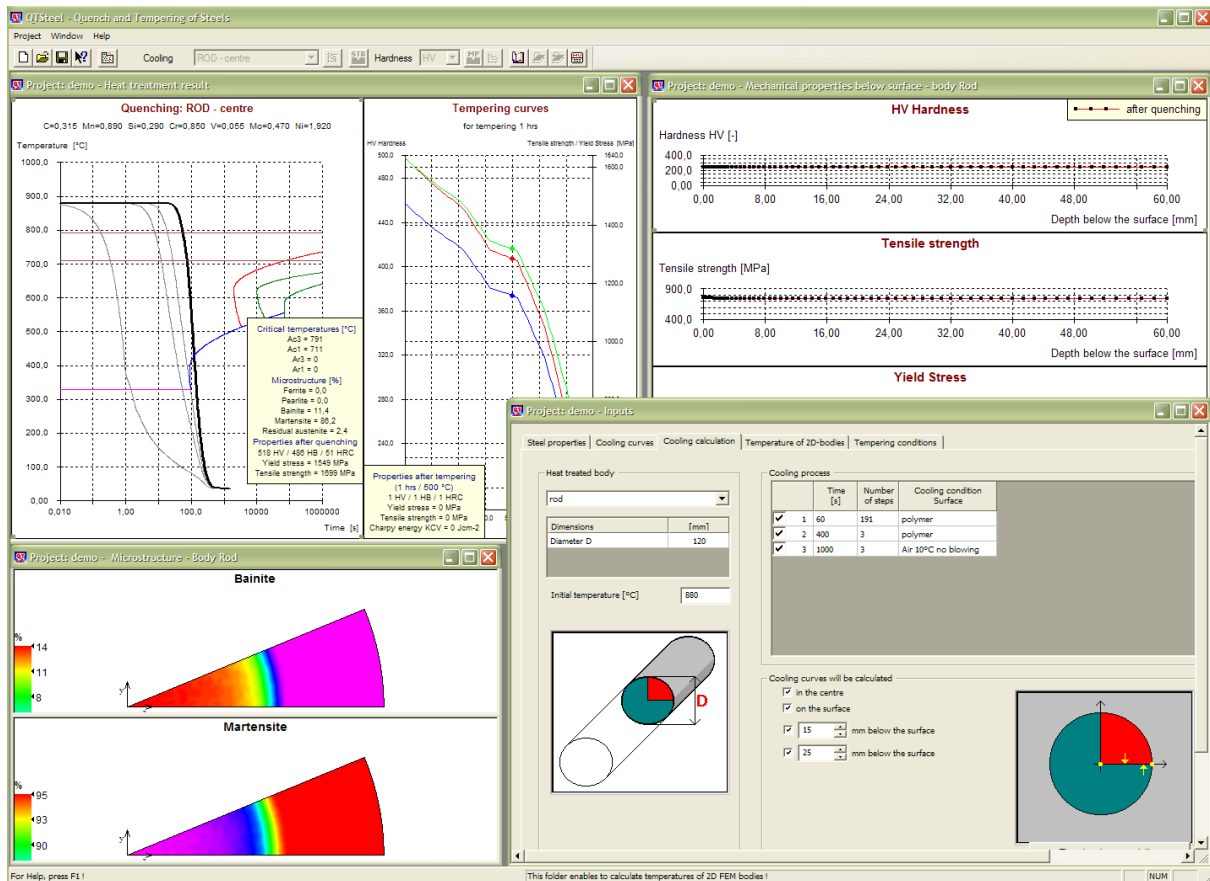 QTSteel - Quench and Tempering of Steels
Project Window Help
Cooling ROD - centre STR Hardness HV MP
Project: demo - Heat treatment result
Quenching: ROD - centre
C=0,315 Mn=0,890 Si=0,290 Cr=0,850 V=0,055 Mo=0,470 Ni=1,920
Temperature [°C]
1000,0
900,0
800,0
700,0
600,0
500,0
400,0
300,0
200,0
100,0
0,00
0,010 1,00 100,0 10000 1000000
Time [s]
Critical temperatures [°C]
Ac3 = 791
Ac1 = 711
Ar3 = 0
Ar1 = 0
Microstructure [%]
Ferrite = 0,0
Pearlite = 0,0
Bainite = 11,4
Martensite = 86,2
Residual austenite = 2,4
Properties after quenching
518 HV / 486 HB / 51 HRC
Yield stress = 1549 MPa
Tensile strength = 1699 MPa
Tempering curves
for tempering 1 hrs
HV Hardness
Tensile strength / Yield Stress [MPa]
500.0
480.0
440.0
400.0
360.0
320.0
280.0
240.0
1640.0
1600.0
1400.0
1200.0
1000.0
Properties after tempering
(1 hrs / 500 °C)
1 HV / 1 HB / 1 HRC
Yield stress = 0 MPa
Tensile strength = 0 MPa
Charpy energy KCV = 0 Jcm-2
Project: demo - Mechanical properties below surface - body Rod
HV Hardness
after quenching
Hardness HV [-]
400,0
200,0
0,00
0,00 8,00 16,00 24,00 32,00 40,00 48,00 60,00
Depth below the surface [mm]
Tensile strength
Tensile strength [MPa]
900,0
400,0
0,00 8,00 16,00 24,00 32,00 40,00 48,00 60,00
Depth below the surface [mm]
Yield Stress
Project: demo - Microstructure - Body Rod
Bainite
%
14
11
8
y
Martensite
%
95
93
90
y
Project: demo - Inputs
Steel properties Cooling curves Cooling calculation Temperature of 2D-bodies Tempering conditions
Heat treated body
rod
Dimensions [mm]
Diameter D 120
Initial temperature [ºC] 880
D
Cooling process
Time [s] Number of steps Cooling condition Surface
1 60 191 polymer
2 400 3 polymer
3 1000 3 Air 10ºC no blowing
Cooling curves will be calculated
in the centre
on the surface
15 mm below the surface
25 mm below the surface
For Help, press F1 !
This folder enables to calculate temperatures of 2D FEM bodies !
NUM